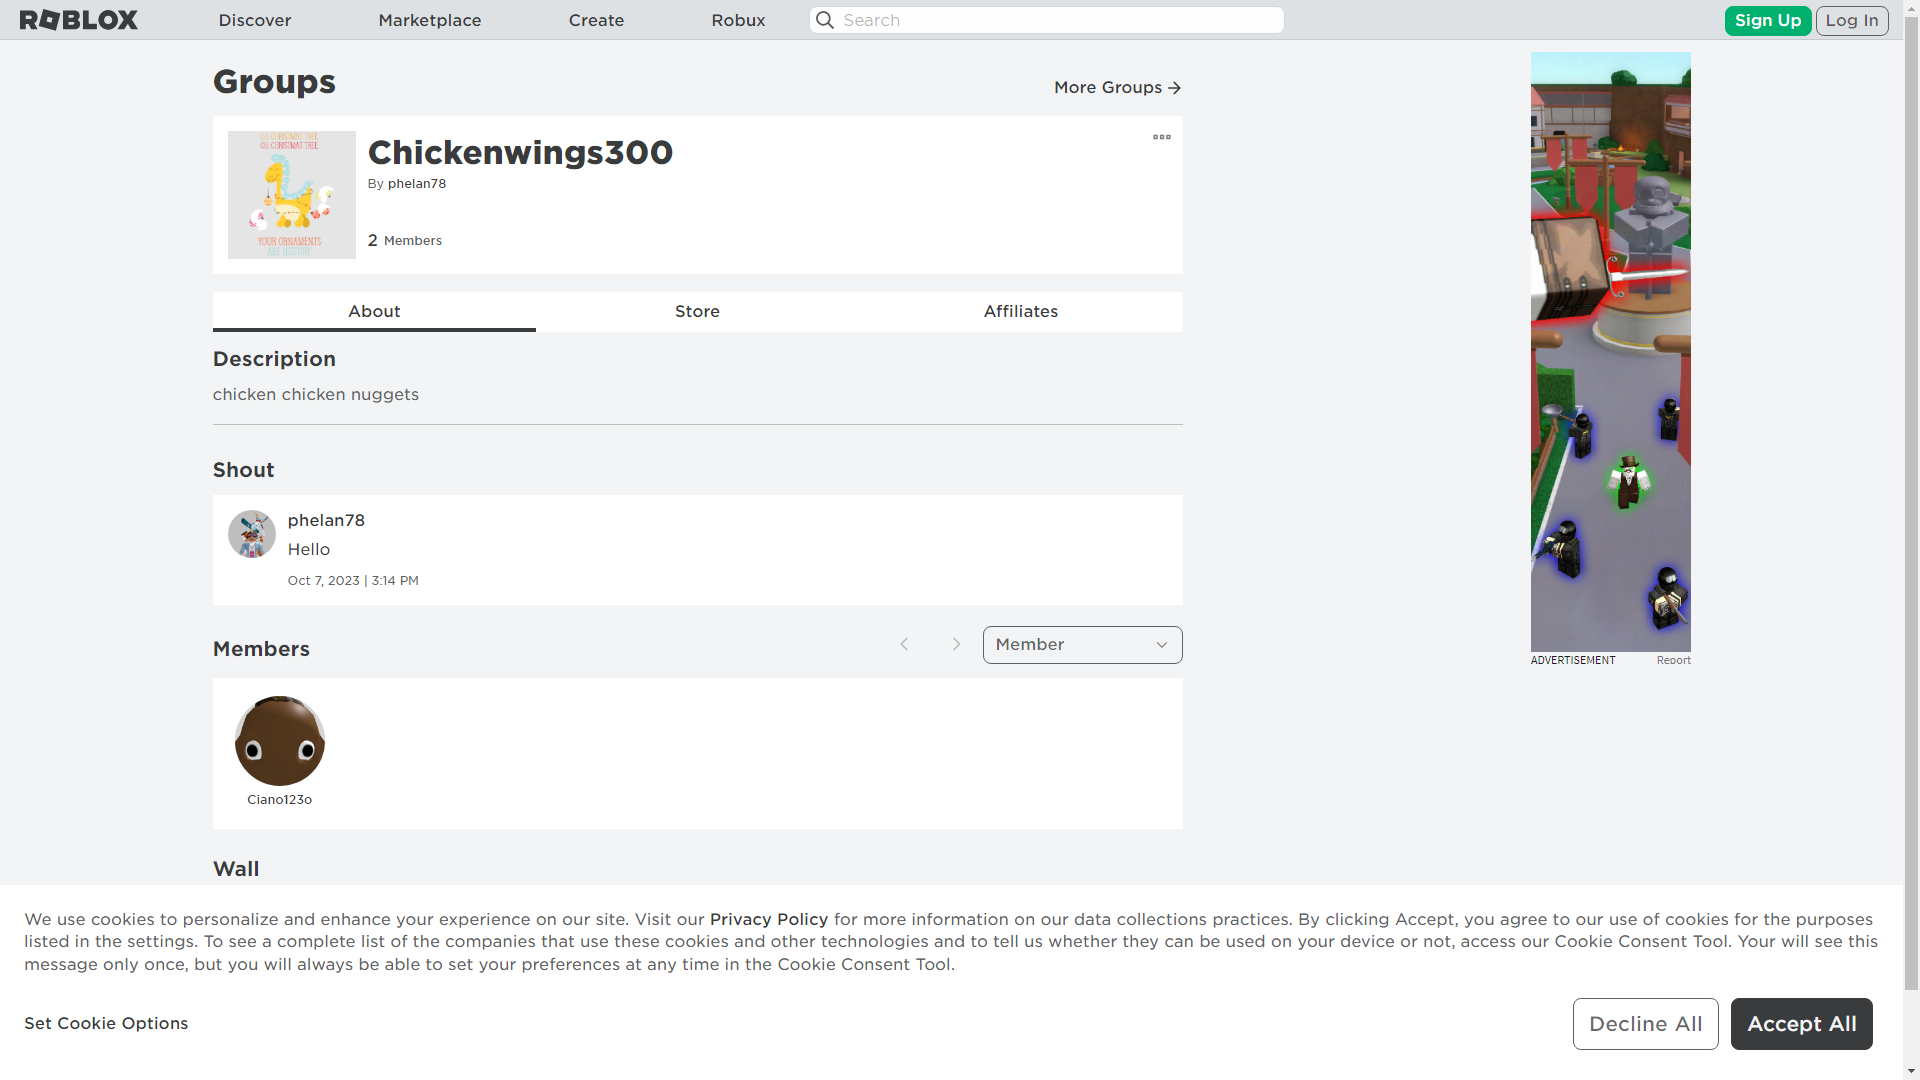 ROBLOX
Discover
Marketplace
Create
Robux
Search
Sign Up
Log In
Groups
More Groups
OH CHRISTMAS TREE,
OH CHRISTMAS TREE,
YOUR ORNAMENTS
ARE HISTORY
Chickenwings300
By phelan78
2 Members
About
Store
Affiliates
Description
chicken chicken nuggets
Shout
phelan78
Hello
Oct 7, 2023 | 3:14 PM
Members
Member
Ciano123o
Wall
ADVERTISEMENT
Report
We use cookies to personalize and enhance your experience on our site. Visit our Privacy Policy for more information on our data collections practices. By clicking Accept, you agree to our use of cookies for the purposes
listed in the settings. To see a complete list of the companies that use these cookies and other technologies and to tell us whether they can be used on your device or not, access our Cookie Consent Tool. Your will see this
message only once, but you will always be able to set your preferences at any time in the Cookie Consent Tool.
Set Cookie Options
Decline All
Accept All